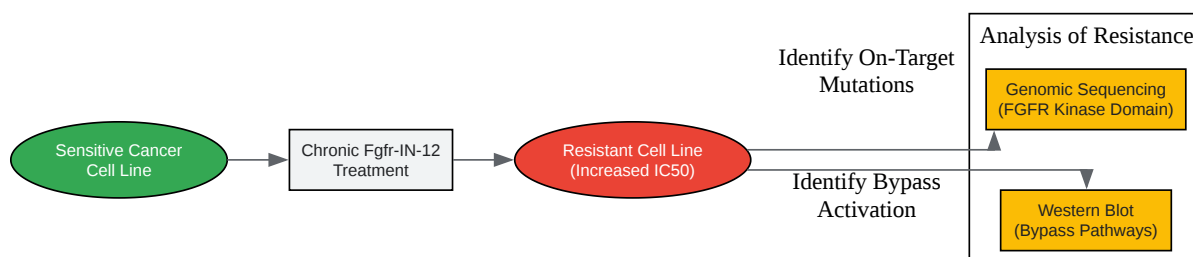 Sensitive Cancer
Cell Line
Chronic Fgfr-IN-12
Treatment
Resistant Cell Line
(Increased IC50)
Identify On-Target
Mutations
Identify Bypass
Activation
Analysis of Resistance
Genomic Sequencing
(FGFR Kinase Domain)
Western Blot
(Bypass Pathways)